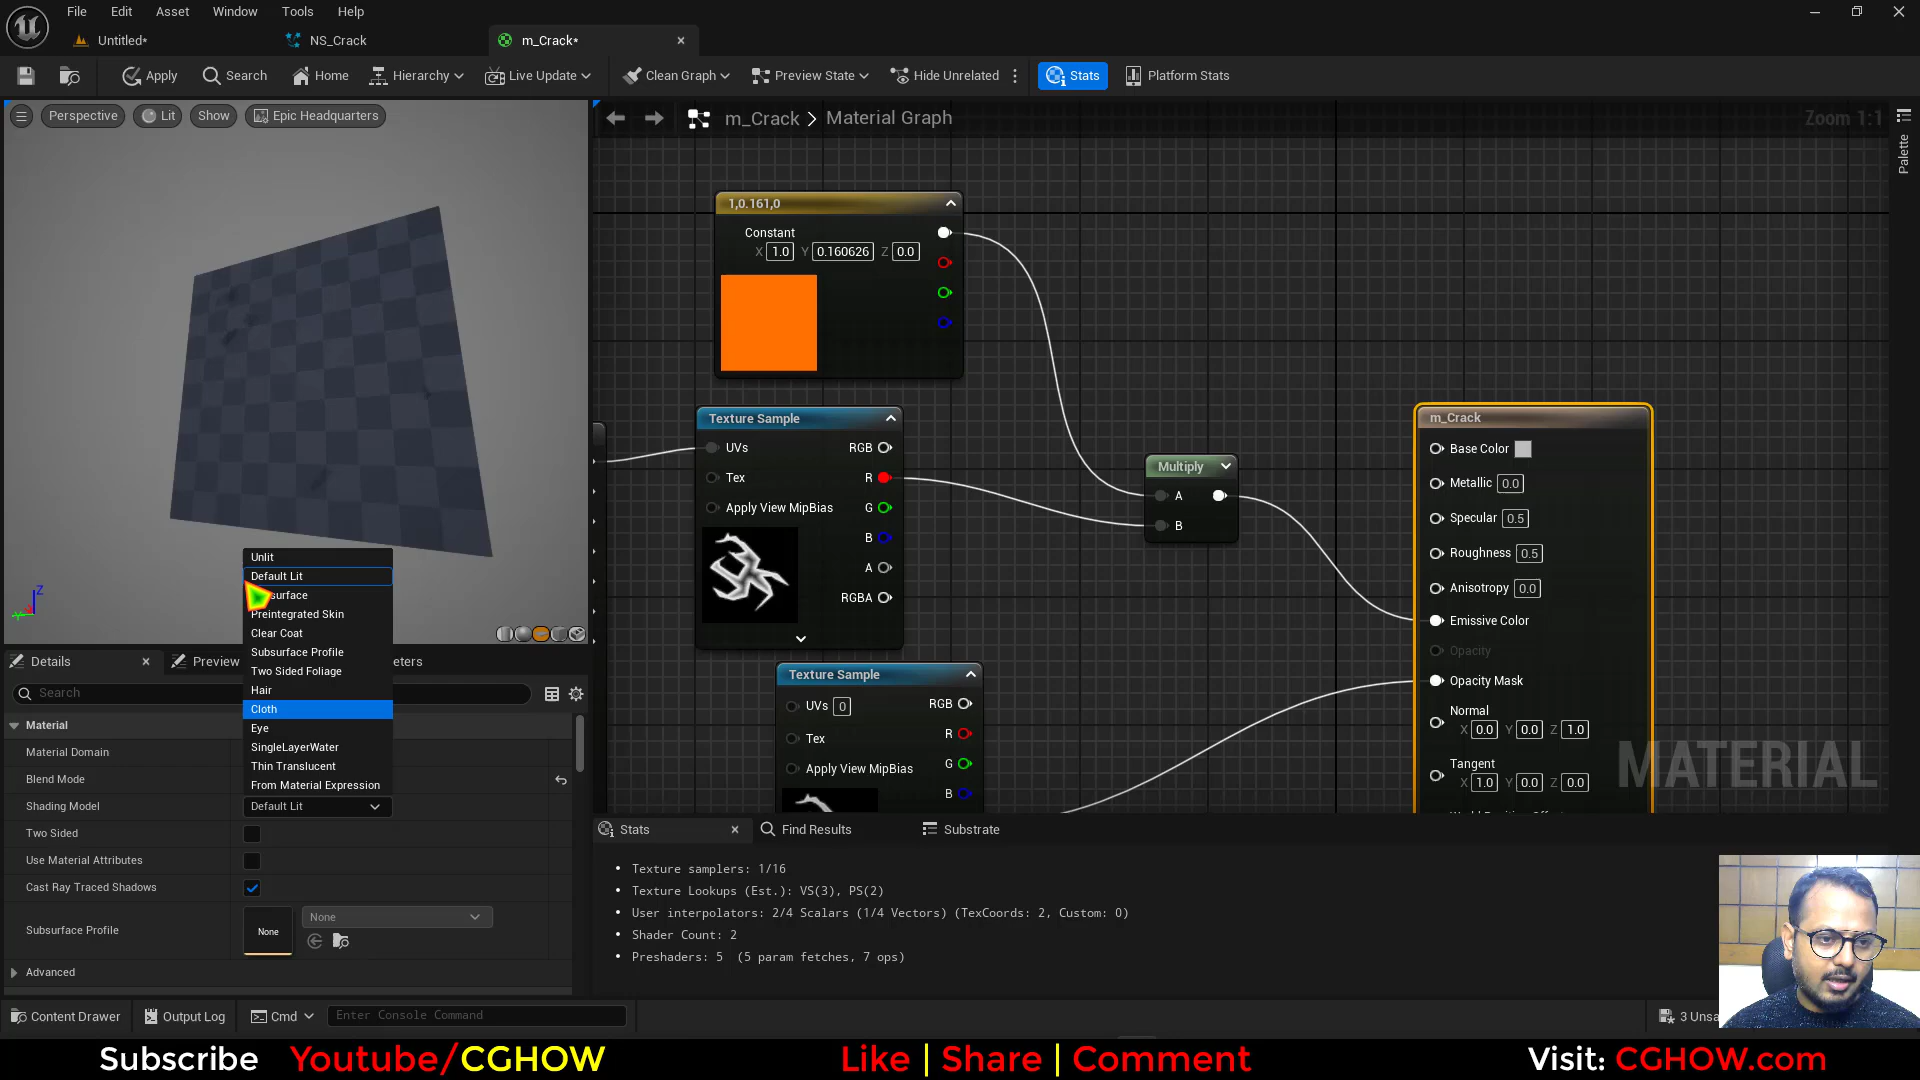 File Edit Asset Window Tools Help
Untitled* NS_Crack m_Crack*
Apply Search Home Hierarchy Live Update Clean Graph Preview State Hide Unrelated Stats Platform Stats
Perspective Lit Show Epic Headquarters
m_Crack > Material Graph
Zoom 1:1
Palette
1,0.161,0
Constant
X 1.0 Y 0.160626 Z 0.0
Texture Sample
UVs RGB
Tex R
Apply View MipBias G
B
A
RGBA
Multiply
A
B
m_Crack
Base Color
Metallic 0.0
Specular 0.5
Roughness 0.5
Anisotropy 0.0
Emissive Color
Opacity
Opacity Mask
Normal
X 0.0 Y 0.0 Z 1.0
Tangent
X 1.0 Y 0.0 Z 0.0
MATERIAL
Texture Sample
UVs 0 RGB
Tex R
Apply View MipBias G
B
Z
Unlit
Default Lit
surface
Preintegrated Skin
Clear Coat
Subsurface Profile
Two Sided Foliage
Hair
Cloth
Eye
SingleLayerWater
Thin Translucent
From Material Expression
Details Preview eters
Search
Material
Material Domain
Blend Mode
Shading Model Default Lit
Two Sided
Use Material Attributes
Cast Ray Traced Shadows
Subsurface Profile None None
Advanced
Stats Find Results Substrate
• Texture samplers: 1/16
• Texture Lookups (Est.): VS(3), PS(2)
• User interpolators: 2/4 Scalars (1/4 Vectors) (TexCoords: 2, Custom: 0)
• Shader Count: 2
• Preshaders: 5 (5 param fetches, 7 ops)
Content Drawer Output Log Cmd Enter Console Command 3 Unsa
Subscribe Youtube/CGHOW Like | Share | Comment Visit: CGHOW.com